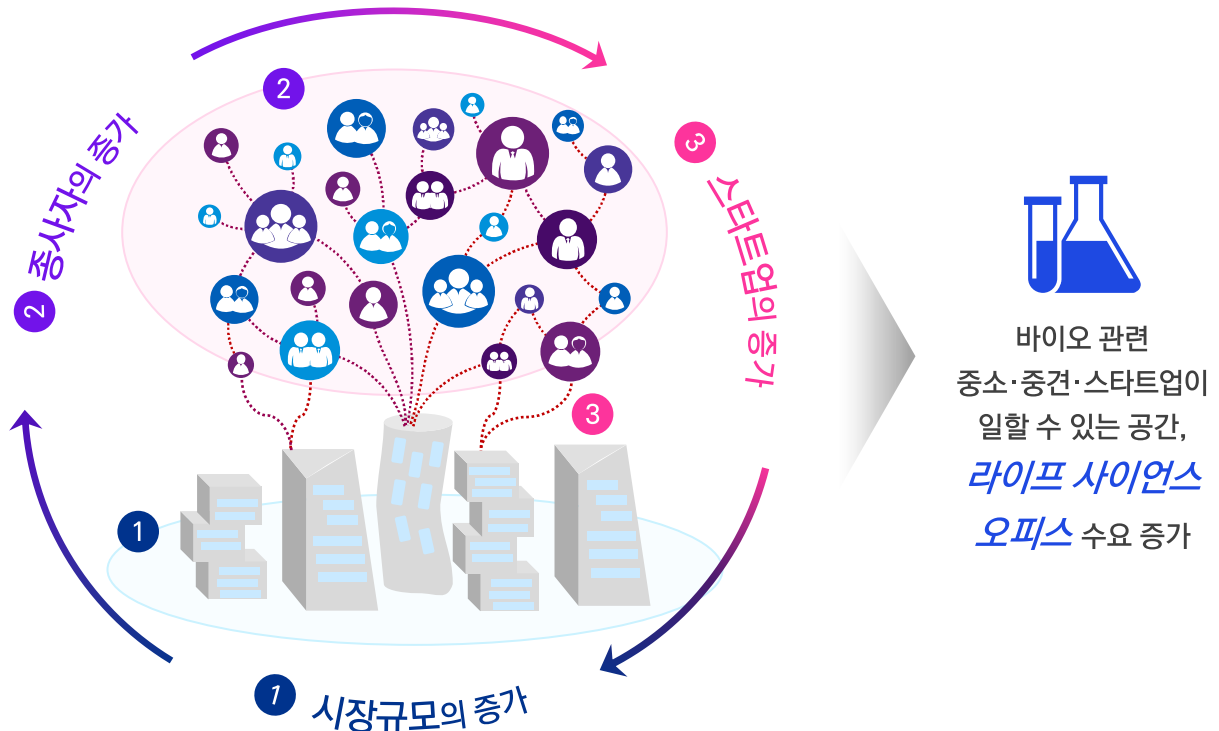 2
2 종사자의 증가
3 스타트업의 증가
3
1
1 시장규모의 증가
바이오 관련
중소·중견·스타트업이
일할 수 있는 공간,
라이프 사이언스
오피스 수요 증가